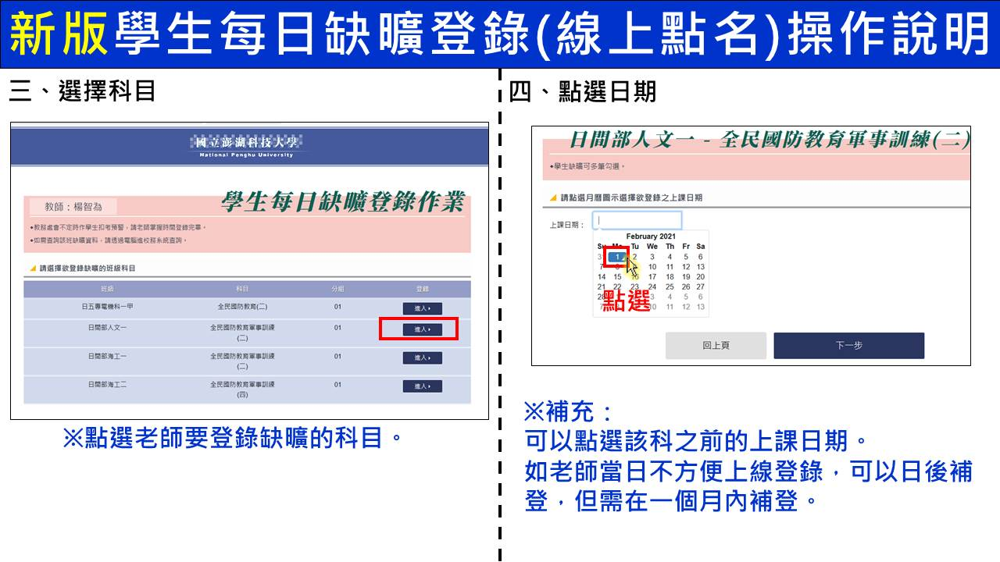 新版學生每日缺曠登錄(線上點名)操作說明
三、選擇科目
國立澎湖科技大學
National Penghu University
學生每日缺曠登錄作業
教師：楊智為
•教務處會不定時作學生扣考預警，請老師掌握時間登錄完畢。
•如需查詢該班缺曠資料，請透過電腦進校務系統查詢。
請選擇欲登錄缺曠的班級科目
班級 科目 分組 登錄
日五專電機科一甲 全民國防教育(二) 01 進入
日間部人文一 全民國防教育軍事訓練(二) 01 進入
日間部海工一 全民國防教育軍事訓練(二) 01 進入
日間部海工二 全民國防教育軍事訓練(四) 01 進入
※點選老師要登錄缺曠的科目。
四、點選日期
日間部人文一 - 全民國防教育軍事訓練(二)
•學生缺曠可多筆勾選。
請點選月曆圖示選擇欲登錄之上課日期
上課日期：
February 2021
Su Mo Tu We Th Fr Sa
1 2 3 4 5 6
7 8 10 11 12 13
14 15 16 17 18 19 20
21 22 23 24 25 26 27
3 4 5 6
10 11 12 13
點選
回上頁 下一步
※補充：
可以點選該科之前的上課日期。
如老師當日不方便上線登錄，可以日後補
登，但需在一個月內補登。